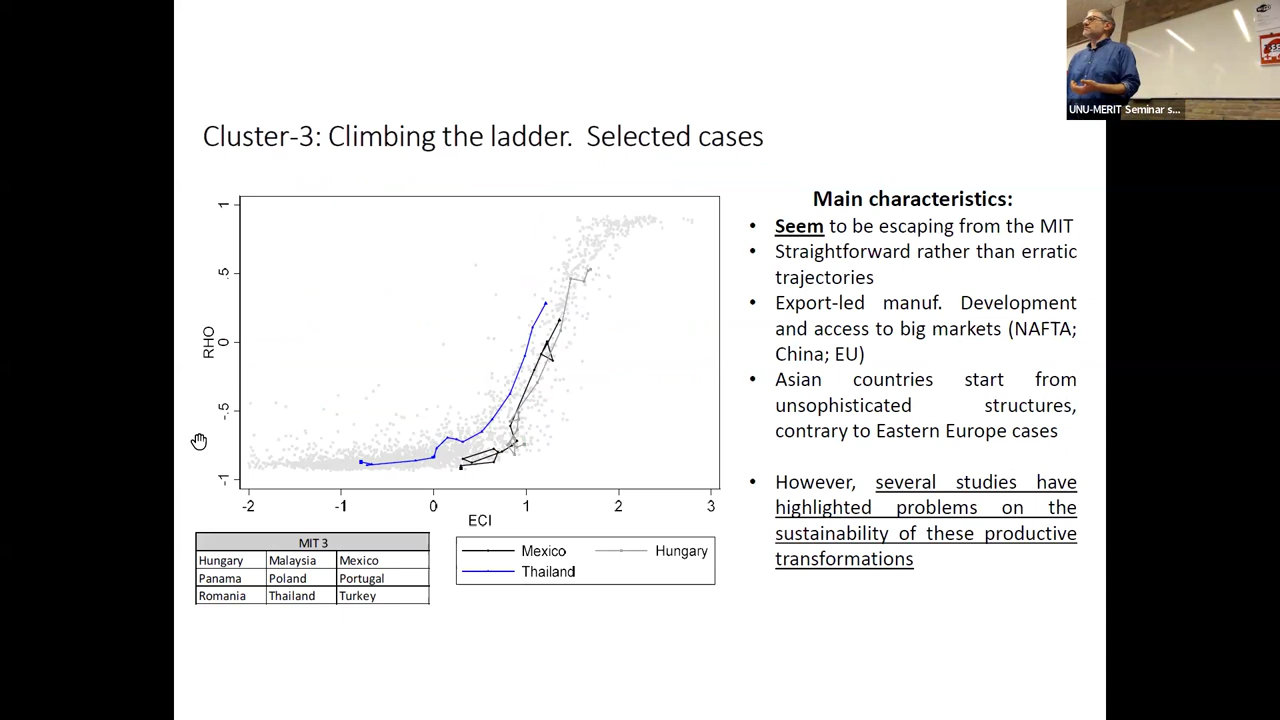 UNU-MERIT Seminar s...
Cluster-3: Climbing the ladder. Selected cases
RHO
1
.5
0
-.5
-1
-2
-1
0
1
2
3
ECI
Mexico
Hungary
Thailand
MIT 3
Hungary Malaysia Mexico
Panama Poland Portugal
Romania Thailand Turkey
Main characteristics:
• Seem to be escaping from the MIT
• Straightforward rather than erratic
trajectories
• Export-led manuf. Development
and access to big markets (NAFTA;
China; EU)
• Asian countries start from
unsophisticated structures,
contrary to Eastern Europe cases
• However, several studies have
highlighted problems on the
sustainability of these productive
transformations